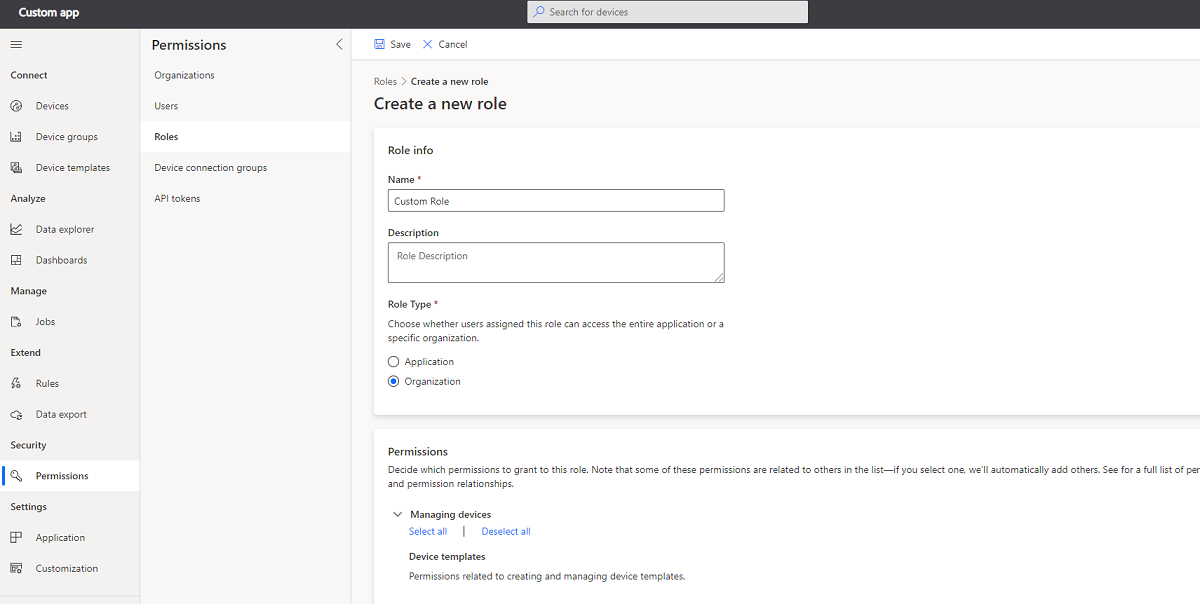 Custom app
Search for devices
Connect
Devices
Device groups
Device templates
Analyze
Data explorer
Dashboards
Manage
Jobs
Extend
Rules
Data export
Security
Permissions
Settings
Application
Customization
Permissions
Organizations
Users
Roles
Device connection groups
API tokens
Save
Cancel
Roles > Create a new role
Create a new role
Role info
Name *
Custom Role
Description
Role Description
Role Type *
Choose whether users assigned this role can access the entire application or a
specific organization.
Application
Organization
Permissions
Decide which permissions to grant to this role. Note that some of these permissions are related to others in the list—if you select one, we'll automatically add others. See for a full list of per
and permission relationships.
Managing devices
Select all | Deselect all
Device templates
Permissions related to creating and managing device templates.